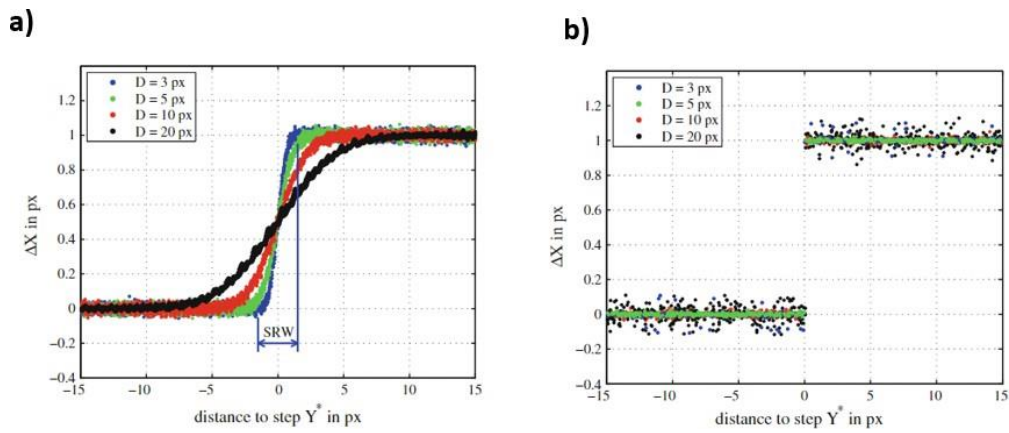 a)
D = 3 px
D = 5 px
D = 10 px
D = 20 px
1.2
1
0.8
0.6
0.4
0.2
0
−0.2
−0.4
ΔX in px
SRW
−15 −10 −5 0 5 10 15
distance to step Y* in px
b)
D = 3 px
D = 5 px
D = 10 px
D = 20 px
1.2
1
0.8
0.6
0.4
0.2
0
−0.2
−0.4
ΔX in px
−15 −10 −5 0 5 10 15
distance to step Y* in px